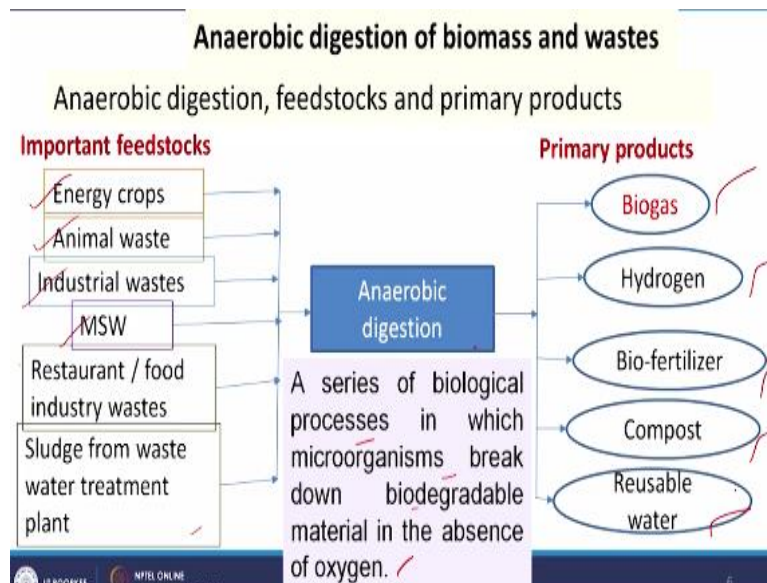 Anaerobic digestion of biomass and wastes
Anaerobic digestion, feedstocks and primary products
Important feedstocks
Energy crops
Animal waste
Industrial wastes
MSW
Restaurant / food
industry wastes
Sludge from waste
water treatment
plant
Anaerobic
digestion
A series of biological
processes in which
microorganisms break
down biodegradable
material in the absence
of oxygen.
Primary products
Biogas
Hydrogen
Bio-fertilizer
Compost
Reusable
water
NPTEL ONLINE